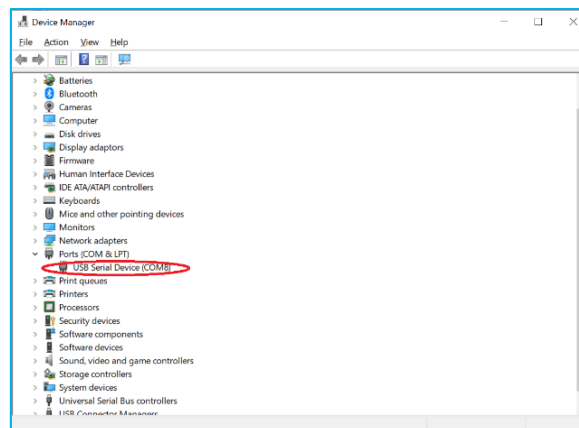 Device Manager
File Action View Help
Batteries
Bluetooth
Cameras
Computer
Disk drives
Display adaptors
Firmware
Human Interface Devices
IDE ATA/ATAPI controllers
Keyboards
Mice and other pointing devices
Monitors
Network adapters
Ports (COM & LPT)
USB Serial Device (COM8)
Print queues
Printers
Processors
Security devices
Software components
Software devices
Sound, video and game controllers
Storage controllers
System devices
Universal Serial Bus controllers
USB Connector Managers